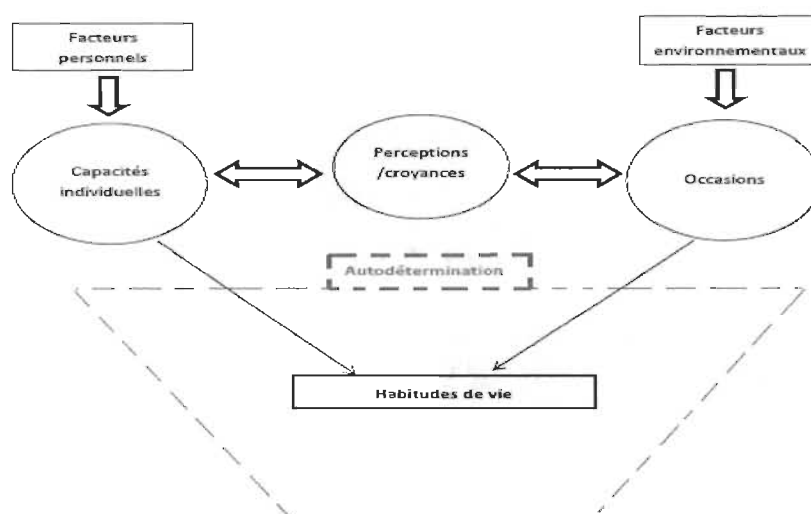 Facteurs
personnels
Facteurs
environnementaux
Capacités
individuelles
Perceptions
/croyances
Occasions
Autodétermination
Habitudes de vie